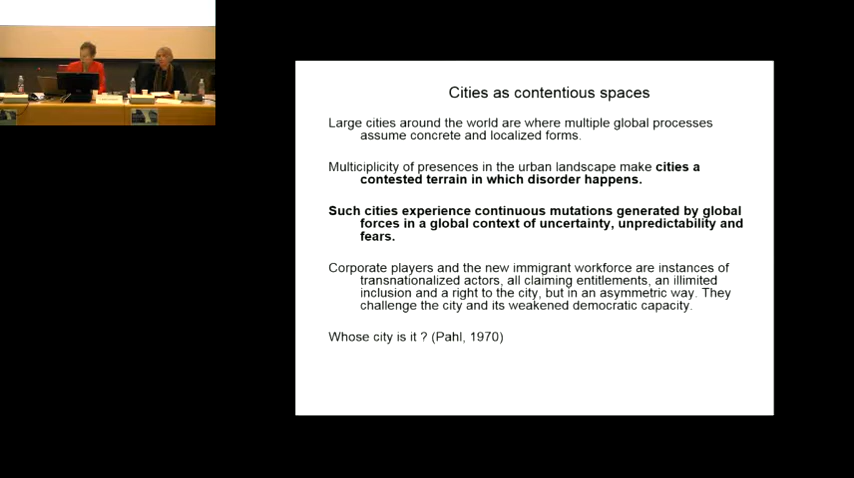 Cities as contentious spaces
Large cities around the world are where multiple global processes
assume concrete and localized forms.
Multiciplicity of presences in the urban landscape make cities a
contested terrain in which disorder happens.
Such cities experience continuous mutations generated by global
forces in a global context of uncertainty, unpredictability and
fears.
Corporate players and the new immigrant workforce are instances of
transnationalized actors, all claiming entitlements, an illimited
inclusion and a right to the city, but in an asymmetric way. They
challenge the city and its weakened democratic capacity.
Whose city is it ? (Pahl, 1970)